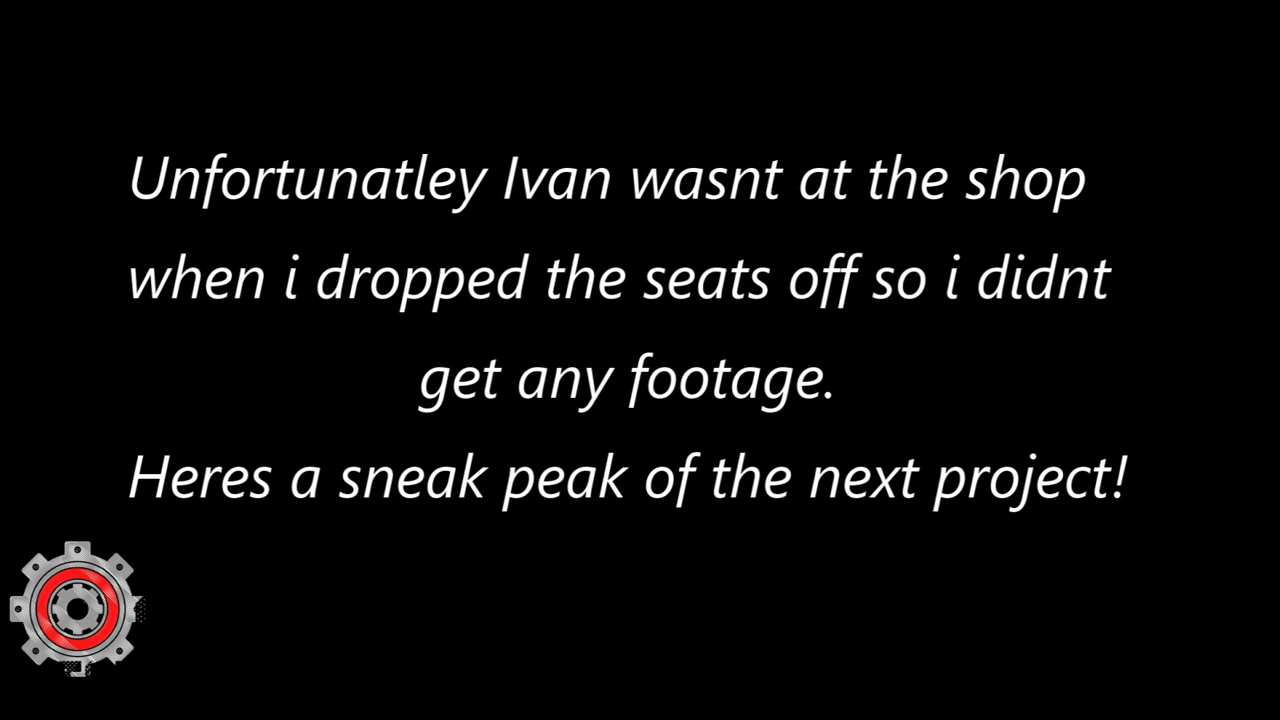 Unfortunatley Ivan wasnt at the shop
when i dropped the seats off so i didnt
get any footage.
Heres a sneak peak of the next project!